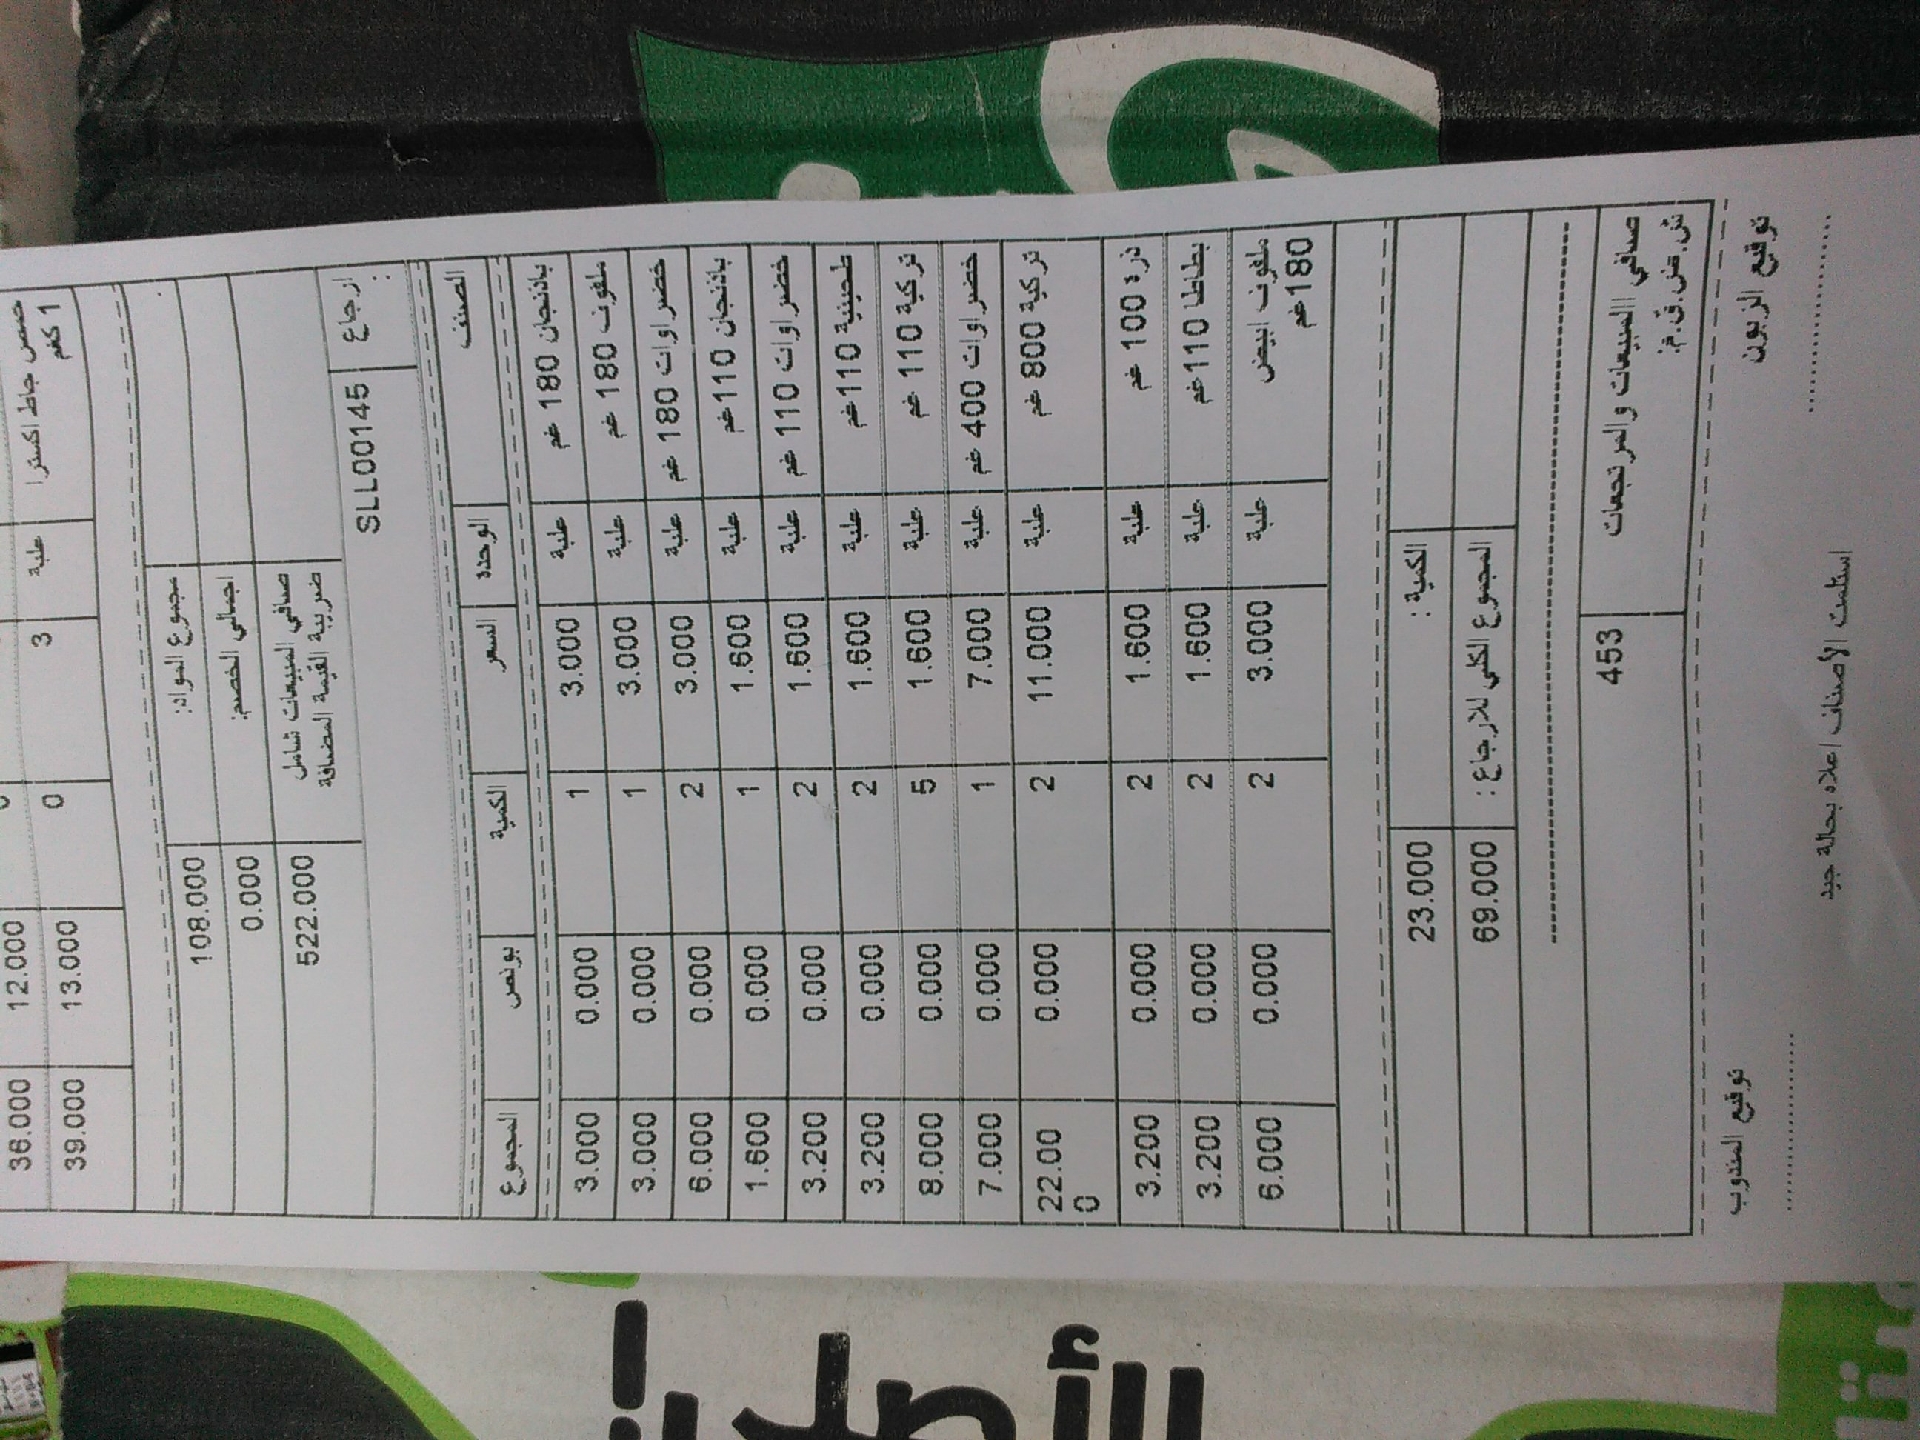 حمص جاط اكسترا علبة 3 0 12.000 36.000
1 كغم 13.000 39.000
مجموع المواد: 108.000
اجمالي الخصم: 0.000
صافي المبيعات شامل ضريبة القيمة المضافة 522.000
ارجاع : SLL00145
الصنف الوحدة السعر الكمية بونص المجموع
باذنجان 180 غم علبة 3.000 1 0.000 3.000
ملفوف 180 غم علبة 3.000 1 0.000 3.000
خضراوات 180 غم علبة 3.000 2 0.000 6.000
باذنجان 110غم علبة 1.600 1 0.000 1.600
خضراوات 110 غم علبة 1.600 2 0.000 3.200
طحينية 110غم علبة 1.600 2 0.000 3.200
تركية 110 غم علبة 1.600 5 0.000 8.000
خضراوات 400 غم علبة 7.000 1 0.000 7.000
تركية 800 غم علبة 11.000 2 0.000 22.000
ذرة 100 غم علبة 1.600 2 0.000 3.200
بطاطا 110غم علبة 1.600 2 0.000 3.200
ملفوف ابيض 180غم علبة 3.000 2 0.000 6.000
الكمية : 23.000
المجموع الكلي للارجاع : 69.000
صافي المبيعات والمرتجعات ش.ض.ق.م: 453
توقيع الزبون توقيع المندوب
استلمت الأصناف اعلاه بحالة جيد